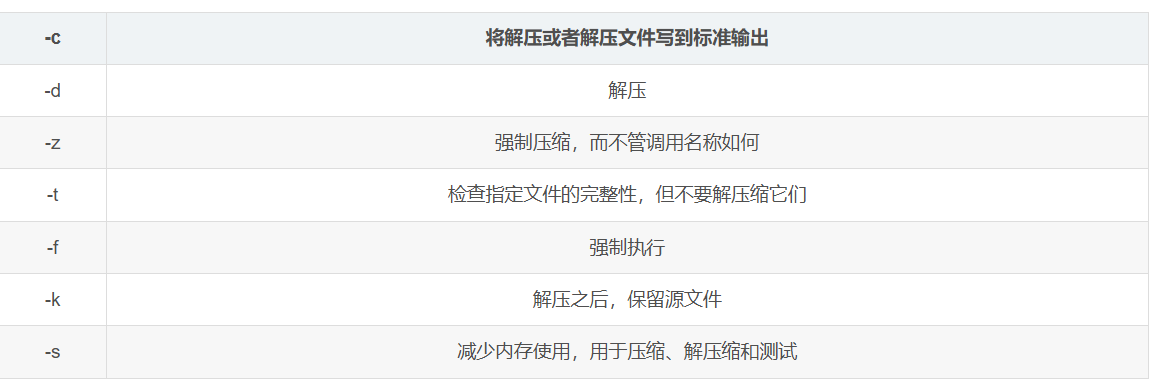 -c 将解压或者解压文件写到标准输出
-d 解压
-z 强制压缩，而不管调用名称如何
-t 检查指定文件的完整性，但不要解压缩它们
-f 强制执行
-k 解压之后，保留源文件
-s 减少内存使用，用于压缩、解压缩和测试